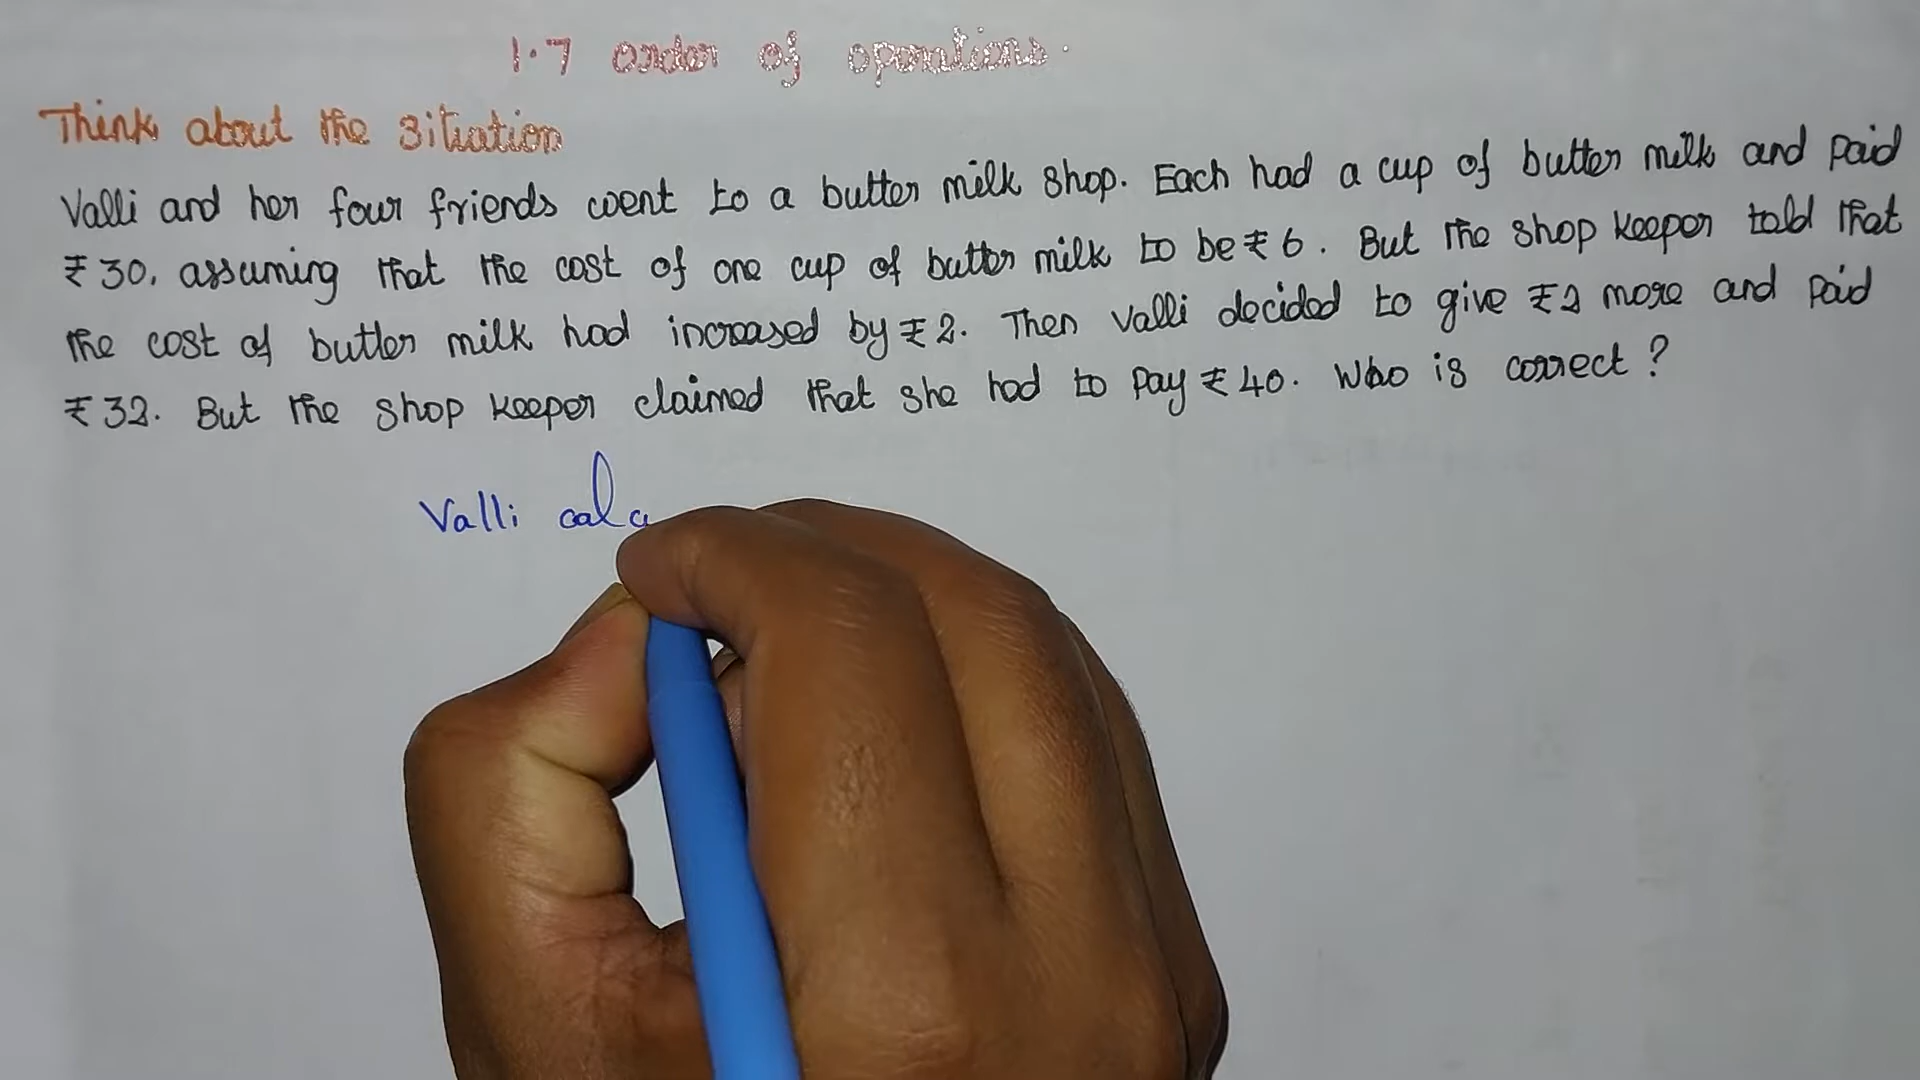 1.7 Order of operations.
Think about the situation
Valli and her four friends went to a butter milk shop. Each had a cup of butter milk and paid
₹30, assuming that the cost of one cup of butter milk to be ₹6. But the shop keeper told that
the cost of butter milk had increased by ₹2. Then Valli decided to give ₹2 more and paid
₹32. But the shop keeper claimed that she had to pay ₹40. Who is correct?
Valli calc